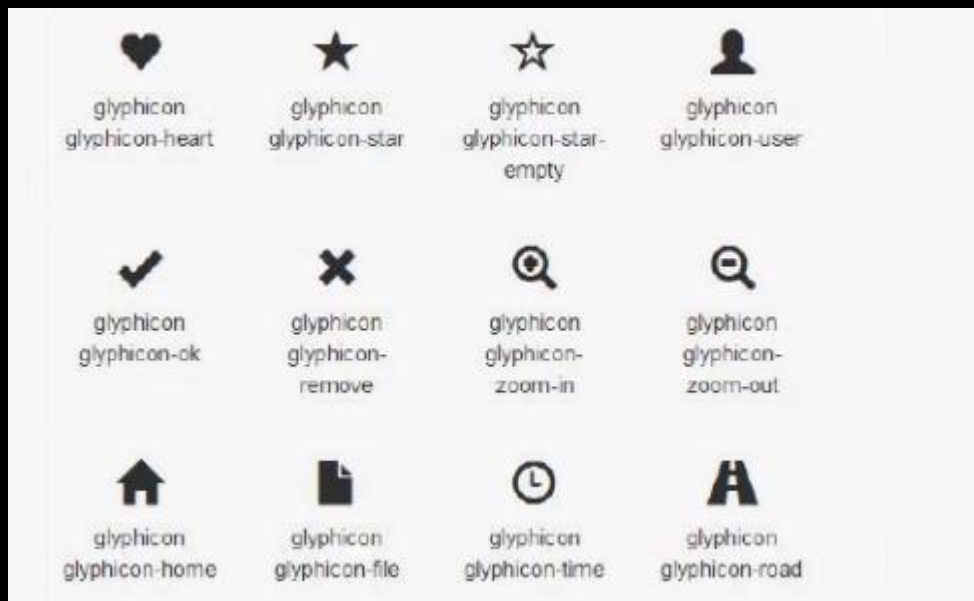 glyphicon
glyphicon-heart
glyphicon
glyphicon-star
glyphicon
glyphicon-star-
empty
glyphicon
glyphicon-user
glyphicon
glyphicon-ok
glyphicon
glyphicon-
remove
glyphicon
glyphicon-
zoom-in
glyphicon
glyphicon-
zoom-out
glyphicon
glyphicon-home
glyphicon
glyphicon-file
glyphicon
glyphicon-time
glyphicon
glyphicon-road